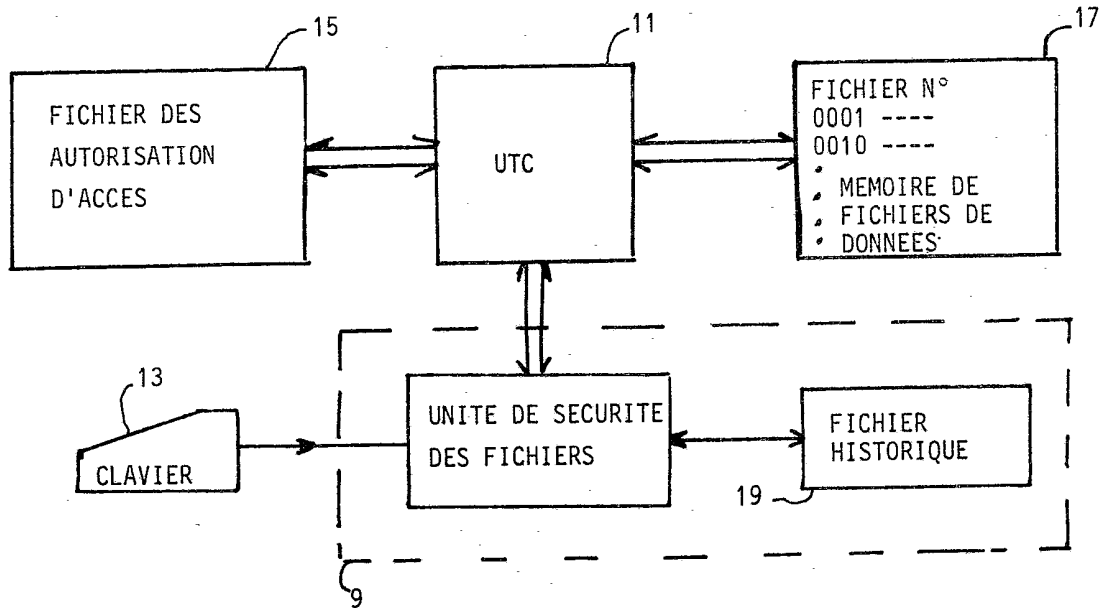 15
11
17
FICHIER DES
AUTORISATION
D'ACCES
UTC
FICHIER N°
0001 ----
0010 ----
MEMOIRE DE
FICHIERS DE
DONNEES
13
CLAVIER
UNITE DE SECURITE
DES FICHIERS
FICHIER
HISTORIQUE
19
9